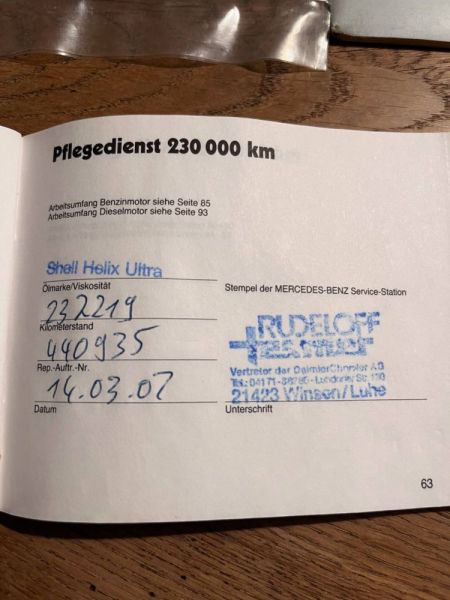 Pflegedienst 230 000 km
Arbeitsumfang Benzinmotor siehe Seite 85
Arbeitsumfang Dieselmotor siehe Seite 93
Shell Helix Ultra
Ölmarke/Viskosität
Stempel der MERCEDES-BENZ Service-Station
232219
Kilometerstand
RUDELOFF
440935
Rep.-Auftr.-Nr.
Vertreter der DaimlerChrysler AG
14.03.07
21423 Winsen/Luhe
Datum
Unterschrift
63